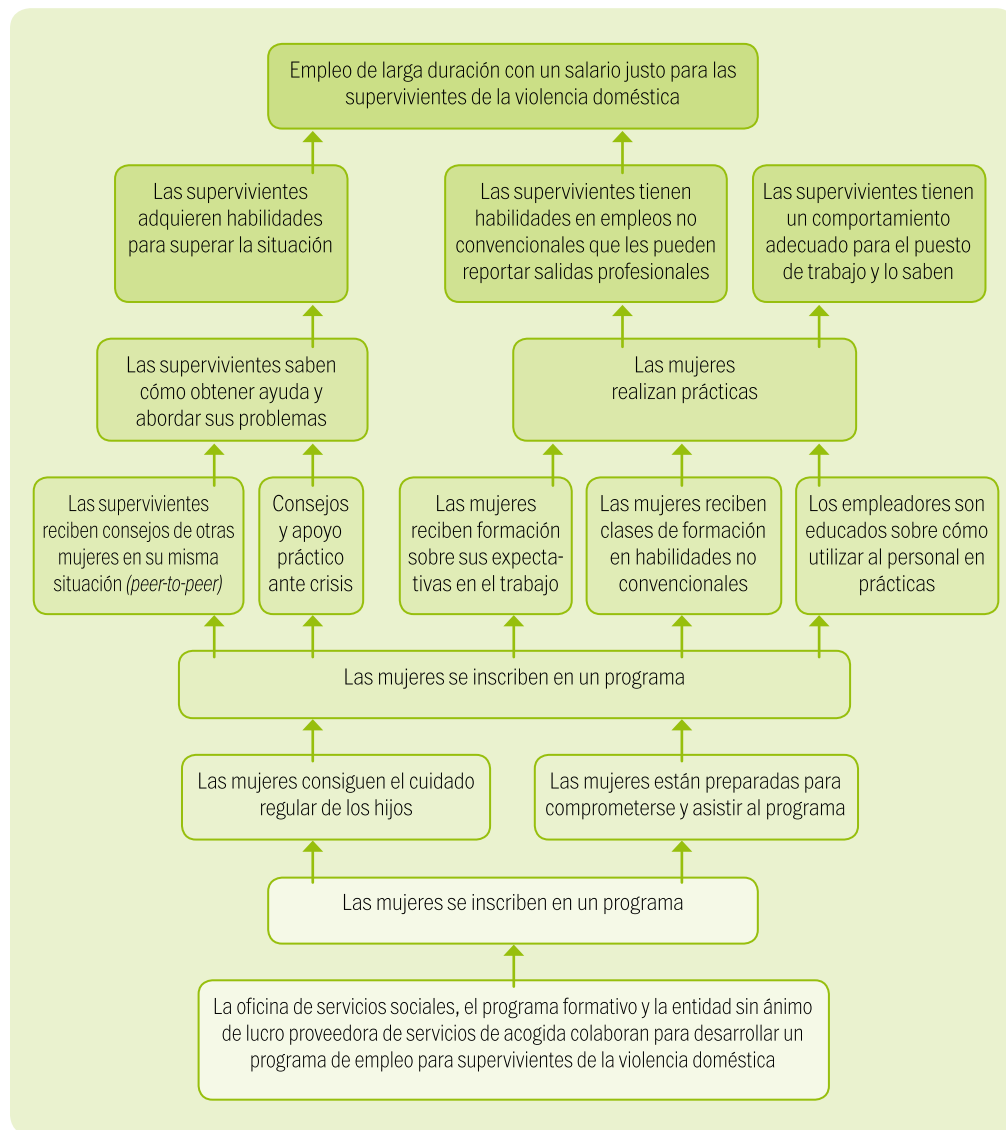 Empleo de larga duración con un salario justo para las
supervivientes de la violencia doméstica
Las supervivientes
adquieren habilidades
para superar la situación
Las supervivientes tienen
habilidades en empleos no
convencionales que les pueden
reportar salidas profesionales
Las supervivientes tienen
un comportamiento
adecuado para el puesto
de trabajo y lo saben
Las supervivientes saben
cómo obtener ayuda y
abordar sus problemas
Las mujeres
realizan prácticas
Las supervivientes
reciben consejos de otras
mujeres en su misma
situación (peer-to-peer)
Consejos
y apoyo
práctico
ante crisis
Las mujeres
reciben formación
sobre sus expecta-
tivas en el trabajo
Las mujeres reciben
clases de formación
en habilidades no
convencionales
Los empleadores son
educados sobre cómo
utilizar al personal en
prácticas
Las mujeres se inscriben en un programa
Las mujeres consiguen el cuidado
regular de los hijos
Las mujeres están preparadas para
comprometerse y asistir al programa
Las mujeres se inscriben en un programa
La oficina de servicios sociales, el programa formativo y la entidad sin ánimo
de lucro proveedora de servicios de acogida colaboran para desarrollar un
programa de empleo para supervivientes de la violencia doméstica